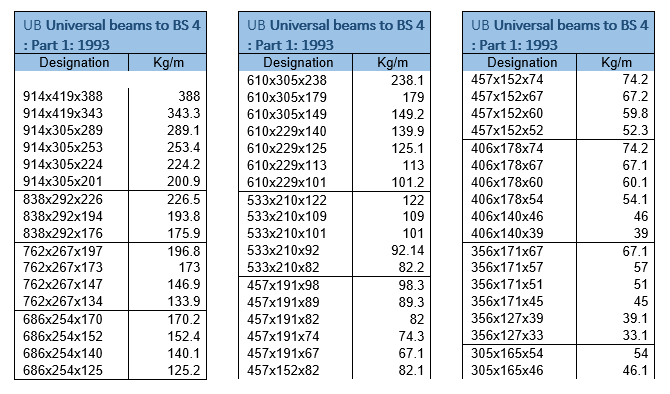 UB Universal beams to BS 4
: Part 1: 1993
Designation Kg/m
914x419x388 388
914x419x343 343.3
914x305x289 289.1
914x305x253 253.4
914x305x224 224.2
914x305x201 200.9
838x292x226 226.5
838x292x194 193.8
838x292x176 175.9
762x267x197 196.8
762x267x173 173
762x267x147 146.9
762x267x134 133.9
686x254x170 170.2
686x254x152 152.4
686x254x140 140.1
686x254x125 125.2
UB Universal beams to BS 4
: Part 1: 1993
Designation Kg/m
610x305x238 238.1
610x305x179 179
610x305x149 149.2
610x229x140 139.9
610x229x125 125.1
610x229x113 113
610x229x101 101.2
533x210x122 122
533x210x109 109
533x210x101 101
533x210x92 92.14
533x210x82 82.2
457x191x98 98.3
457x191x89 89.3
457x191x82 82
457x191x74 74.3
457x191x67 67.1
457x152x82 82.1
UB Universal beams to BS 4
: Part 1: 1993
Designation Kg/m
457x152x74 74.2
457x152x67 67.2
457x152x60 59.8
457x152x52 52.3
406x178x74 74.2
406x178x67 67.1
406x178x60 60.1
406x178x54 54.1
406x140x46 46
406x140x39 39
356x171x67 67.1
356x171x57 57
356x171x51 51
356x171x45 45
356x127x39 39.1
356x127x33 33.1
305x165x54 54
305x165x46 46.1